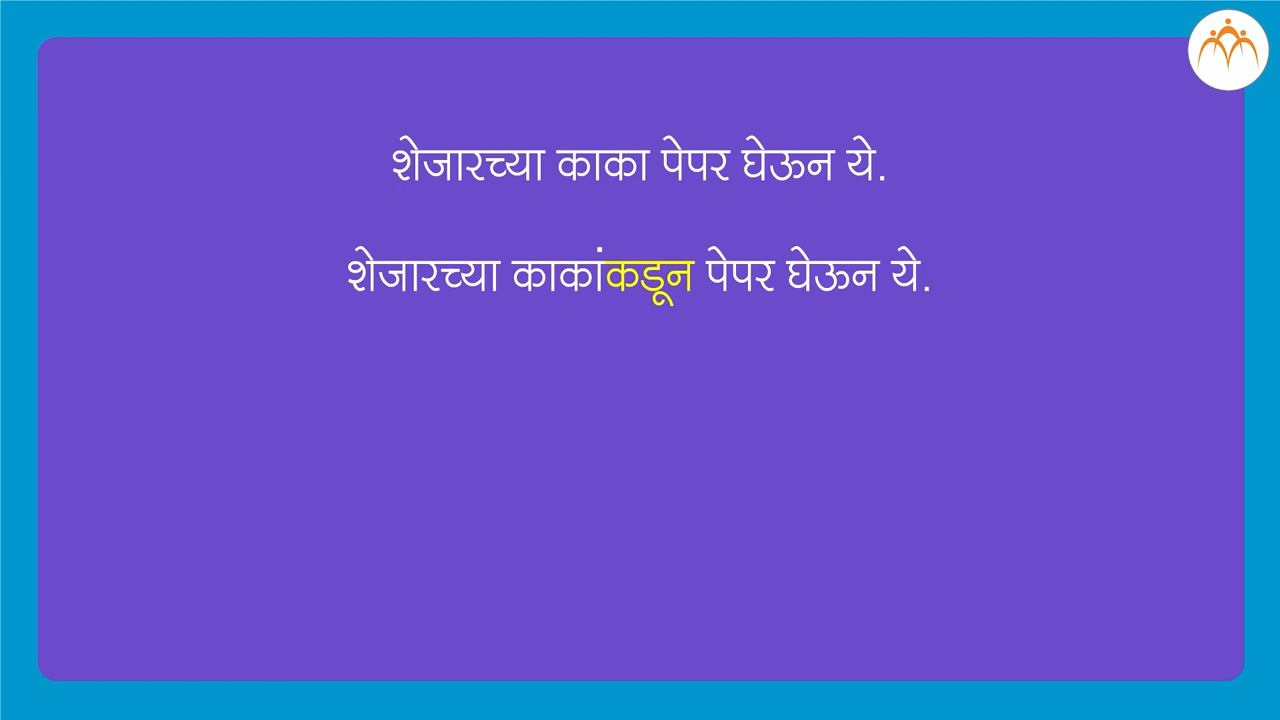 शेजारच्या काका पेपर घेऊन ये.
शेजारच्या काकांकडून पेपर घेऊन ये.